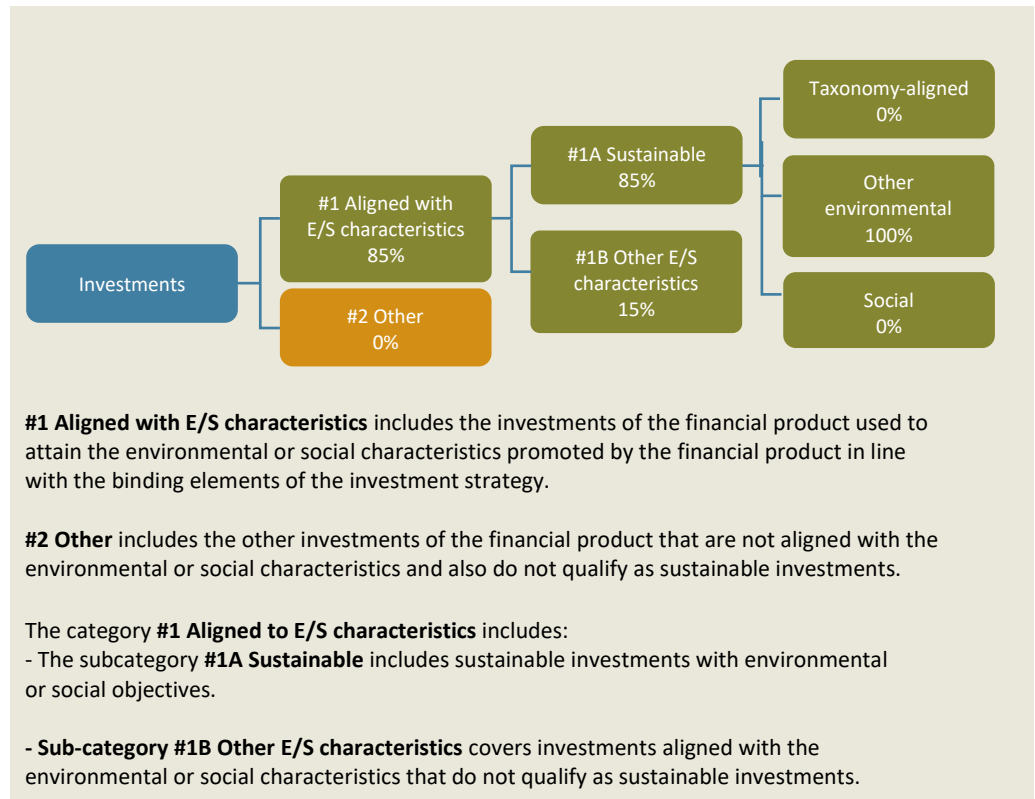 Investments
#1 Aligned with
E/S characteristics
85%
#2 Other
0%
#1A Sustainable
85%
#1B Other E/S
characteristics
15%
Taxonomy-aligned
0%
Other
environmental
100%
Social
0%
#1 Aligned with E/S characteristics includes the investments of the financial product used to
attain the environmental or social characteristics promoted by the financial product in line
with the binding elements of the investment strategy.
#2 Other includes the other investments of the financial product that are not aligned with the
environmental or social characteristics and also do not qualify as sustainable investments.
The category #1 Aligned to E/S characteristics includes:
- The subcategory #1A Sustainable includes sustainable investments with environmental
or social objectives.
- Sub-category #1B Other E/S characteristics covers investments aligned with the
environmental or social characteristics that do not qualify as sustainable investments.